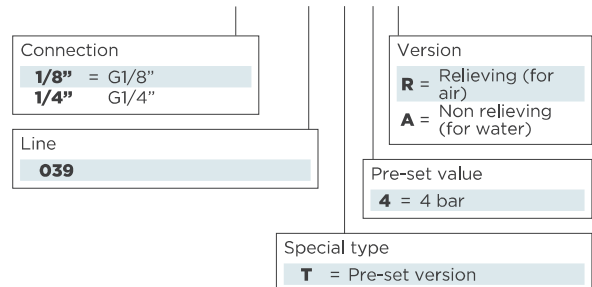 Connection
1/8” = G1/8”
1/4” G1/4”
Line
039
Version
R = Relieving (for air)
A = Non relieving (for water)
Pre-set value
4 = 4 bar
Special type
T = Pre-set version